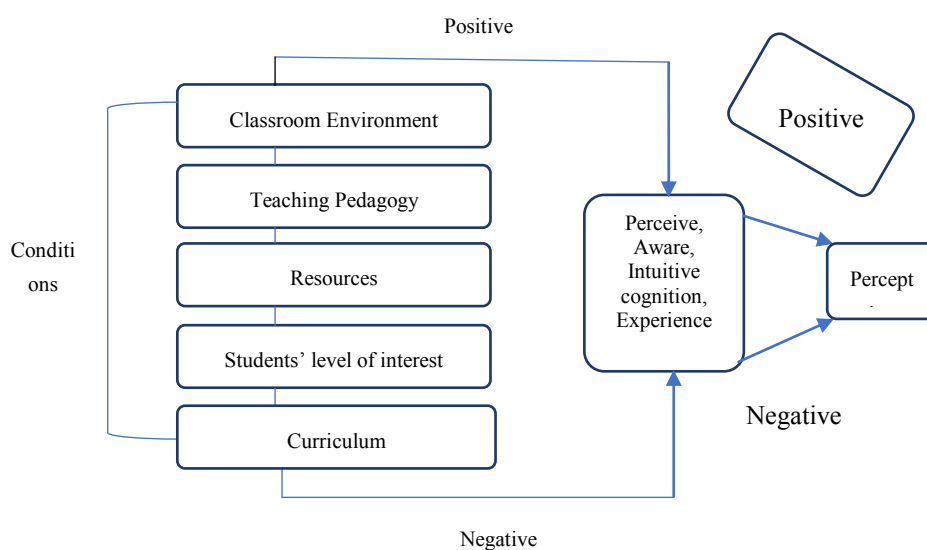 Positive
Classroom Environment
Teaching Pedagogy
Resources
Students’ level of interest
Curriculum
Conditi
ons
Perceive,
Aware,
Intuitive
cognition,
Experience
Positive
Percept
Negative
Negative